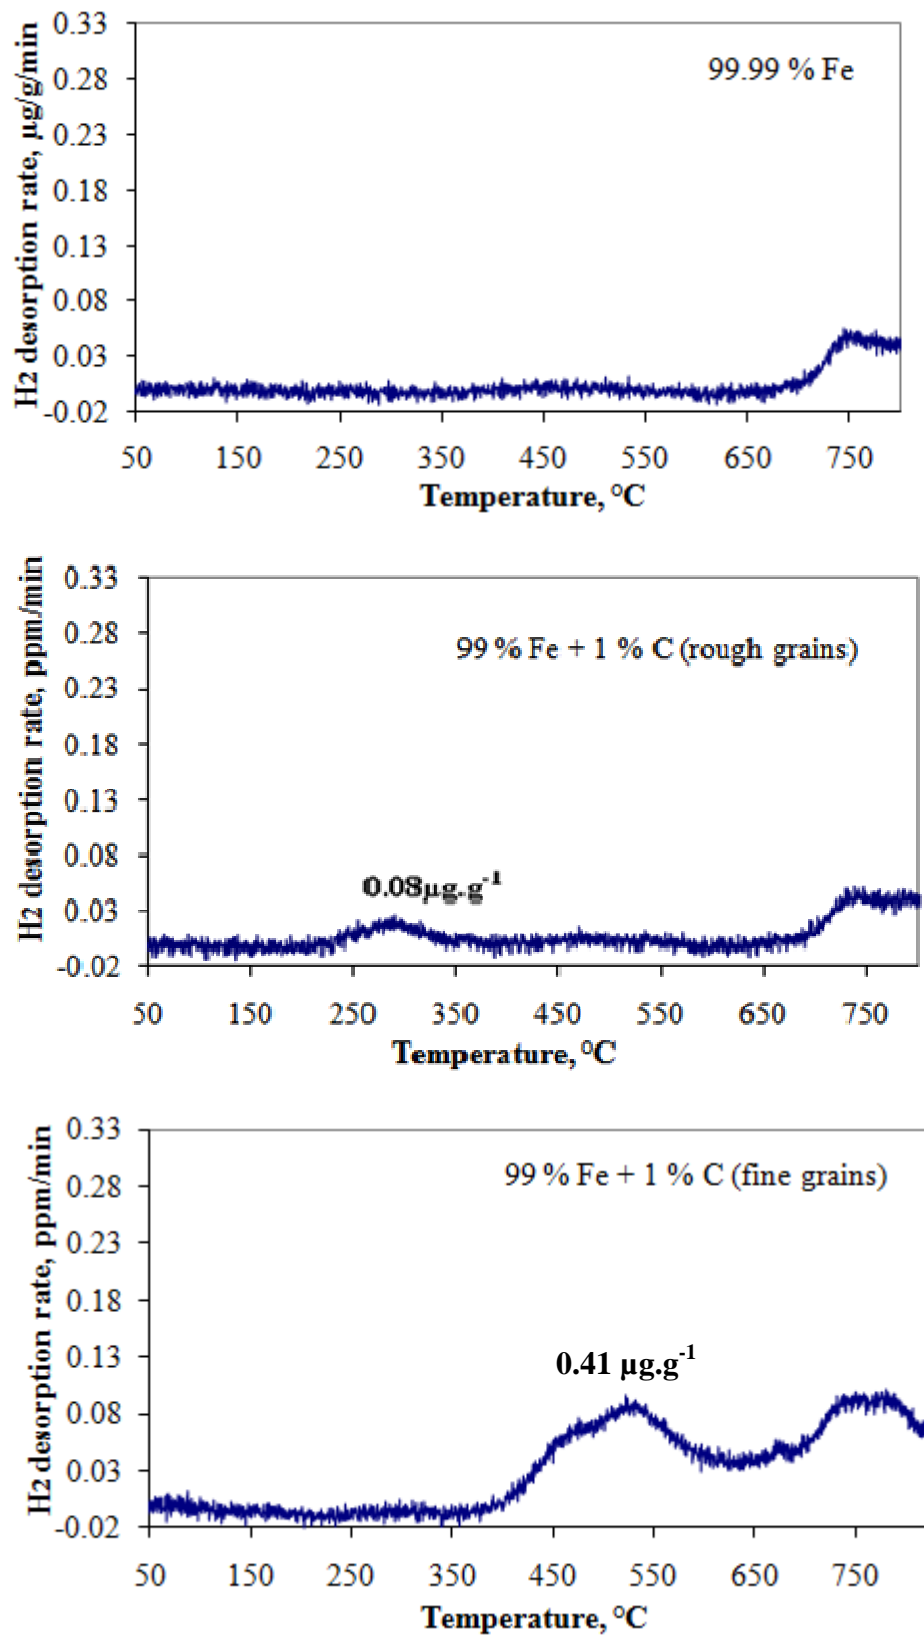 H2 desorption rate, µg/g/min
0.33
0.28
0.23
0.18
0.13
0.08
0.03
-0.02
99.99 % Fe
50 150 250 350 450 550 650 750
Temperature, °C
H2 desorption rate, ppm/min
0.33
0.28
0.23
0.18
0.13
0.08
0.03
-0.02
99 % Fe + 1 % C (rough grains)
0.08µg.g-1
50 150 250 350 450 550 650 750
Temperature, °C
H2 desorption rate, ppm/min
0.33
0.28
0.23
0.18
0.13
0.08
0.03
-0.02
99 % Fe + 1 % C (fine grains)
0.41 µg.g-1
50 150 250 350 450 550 650 750
Temperature, °C